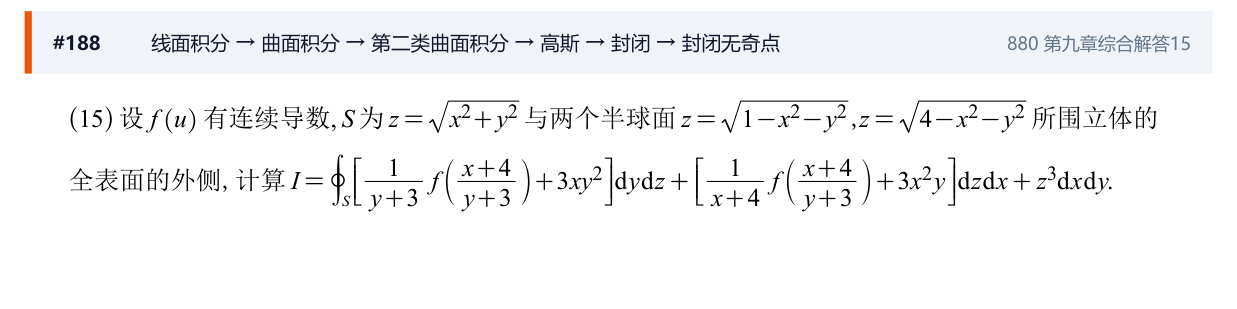 #188 线面积分 → 曲面积分 → 第二类曲面积分 → 高斯 → 封闭 → 封闭无奇点 880 第九章综合解答15
(15) 设 f(u) 有连续导数, S 为 z = √(x²+y²) 与两个半球面 z = √(1−x²−y²), z = √(4−x²−y²) 所围立体的
全表面的外侧, 计算 I = ∮_S [1/(y+3) f((x+4)/(y+3)) + 3xy²] dydz + [1/(x+4) f((x+4)/(y+3)) + 3x²y] dzdx + z³dxdy.